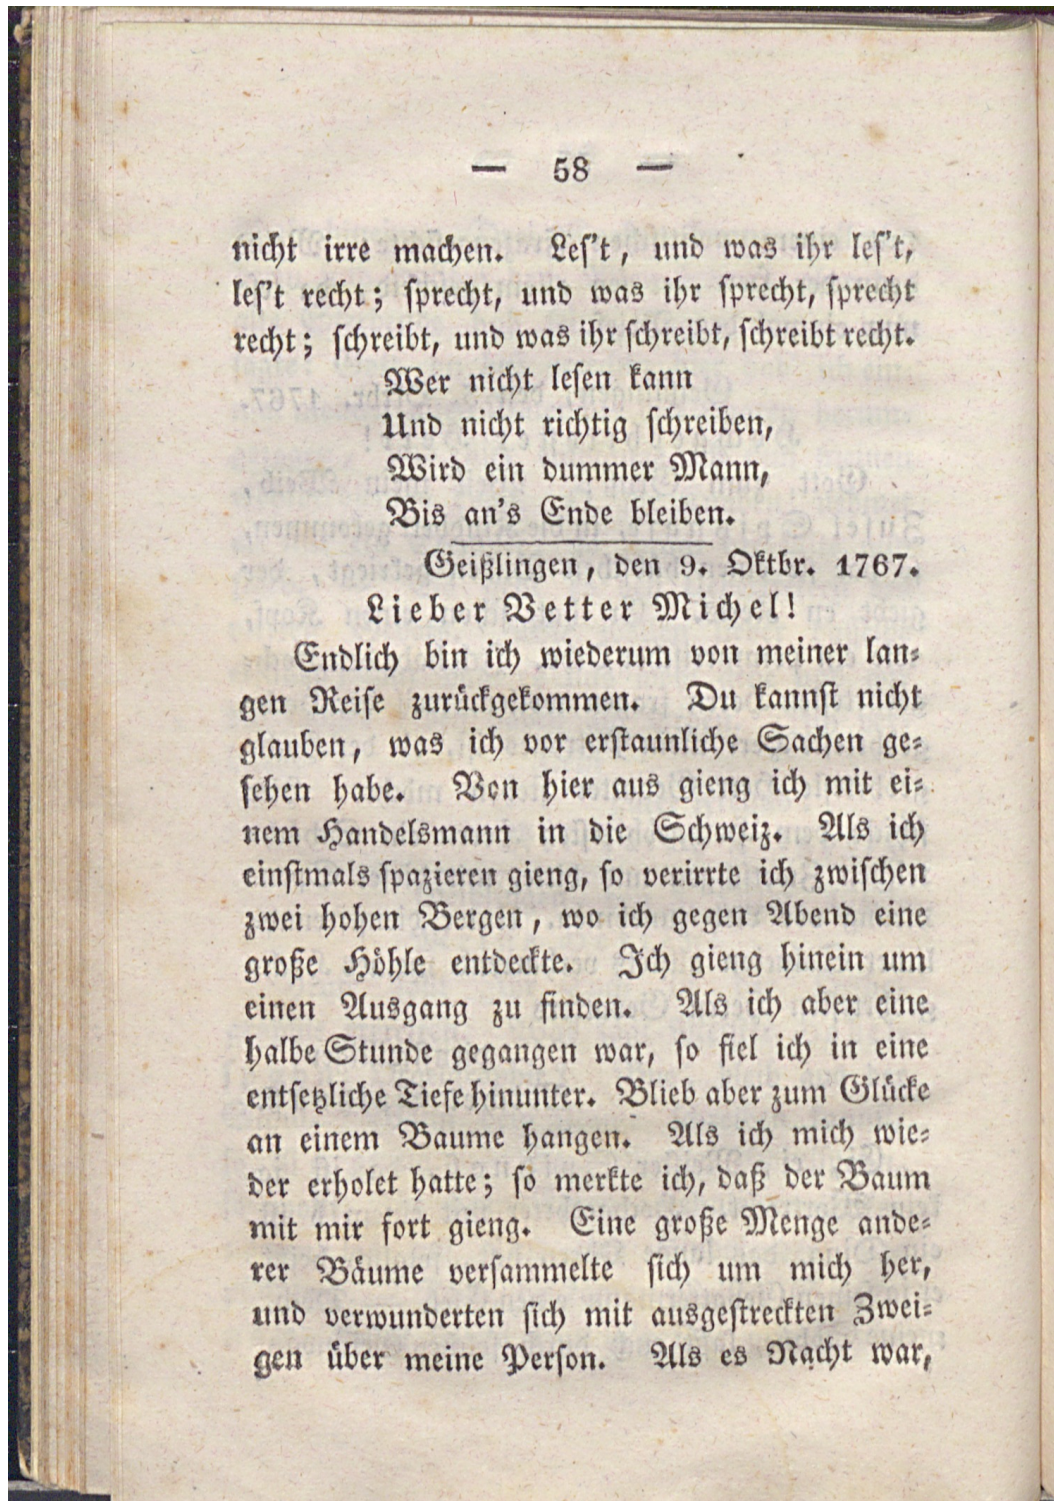 — 58 —
nicht irre machen. Les't, und was ihr les't,
les't recht; sprecht, und was ihr sprecht, sprecht
recht; schreibt, und was ihr schreibt, schreibt recht.
Wer nicht lesen kann
Und nicht richtig schreiben,
Wird ein dummer Mann,
Bis an's Ende bleiben.
Geißlingen, den 9. Oktbr. 1767.
Lieber Vetter Michel!
Endlich bin ich wiederum von meiner lan-
gen Reise zurückgekommen. Du kannst nicht
glauben, was ich vor erstaunliche Sachen ge-
sehen habe. Von hier aus gieng ich mit ei-
nem Handelsmann in die Schweiz. Als ich
einstmals spazieren gieng, so verirrte ich zwischen
zwei hohen Bergen, wo ich gegen Abend eine
große Höhle entdeckte. Ich gieng hinein um
einen Ausgang zu finden. Als ich aber eine
halbe Stunde gegangen war, so fiel ich in eine
entsetzliche Tiefe hinunter. Blieb aber zum Glücke
an einem Baume hangen. Als ich mich wie-
der erholet hatte; so merkte ich, daß der Baum
mit mir fort gieng. Eine große Menge ande-
rer Bäume versammelte sich um mich her,
und verwunderten sich mit ausgestreckten Zwei-
gen über meine Person. Als es Nacht war,